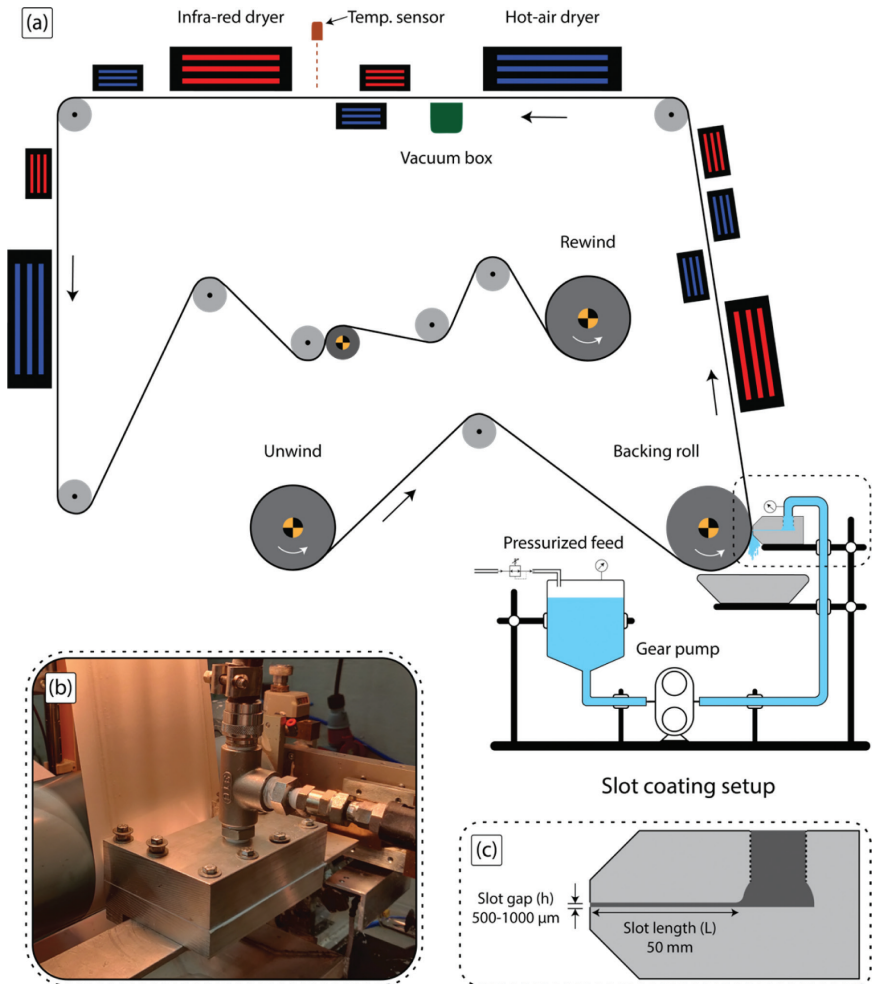 (a)
Infra-red dryer
Temp. sensor
Hot-air dryer
Vacuum box
Rewind
Unwind
Backing roll
Pressurized feed
Gear pump
(b)
Slot coating setup
(c)
Slot gap (h)
500-1000 μm
Slot length (L)
50 mm